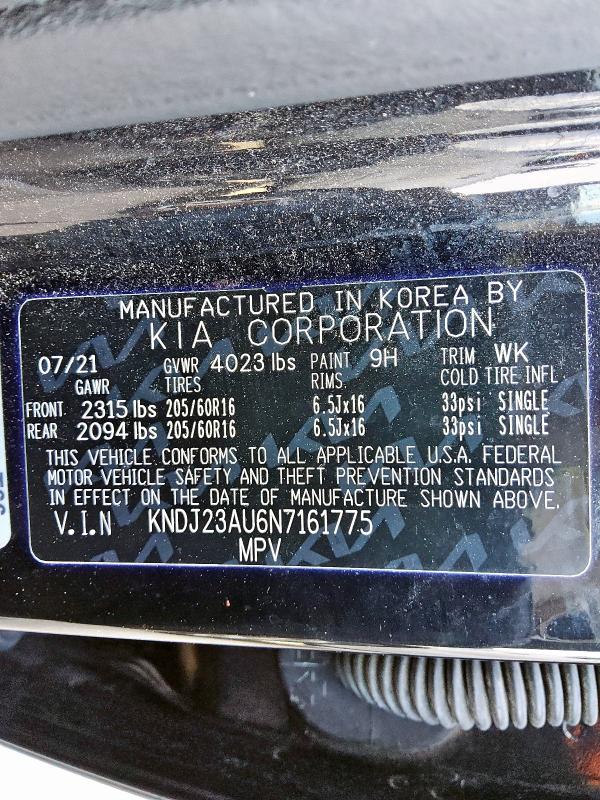 MANUFACTURED IN KOREA BY
KIA CORPORATION
07/21 GVWR 4023 lbs PAINT 9H TRIM WK
GAWR TIRES RIMS. COLD TIRE INFL
FRONT 2315 lbs 205/60R16 6.5Jx16 33psi SINGLE
REAR 2094 lbs 205/60R16 6.5Jx16 33psi SINGLE
THIS VEHICLE CONFORMS TO ALL APPLICABLE U.S.A. FEDERAL
MOTOR VEHICLE SAFETY AND THEFT PREVENTION STANDARDS
IN EFFECT ON THE DATE OF MANUFACTURE SHOWN ABOVE.
V.I.N KNDJ23AU6N7161775
MPV